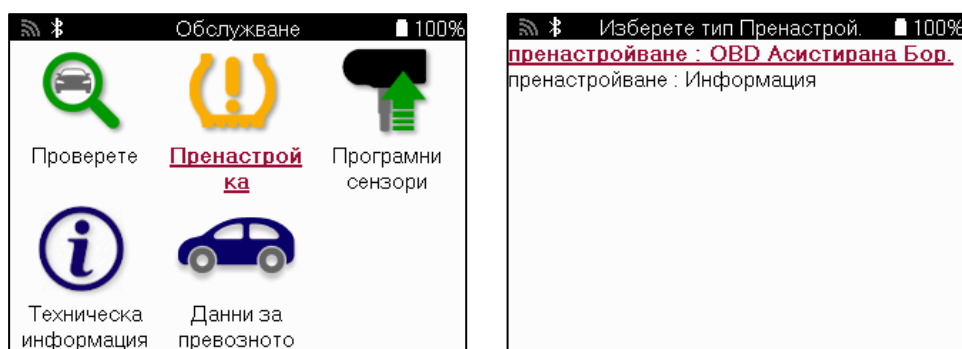 Обслужване
100%
Проверете
Пренастрой
ка
Програмни
сензори
Техническа
информация
Данни за
превозното
Изберете тип Пренастрой.
100%
пренастройване : OBD Асистирана Бор.
пренастройване : Информация